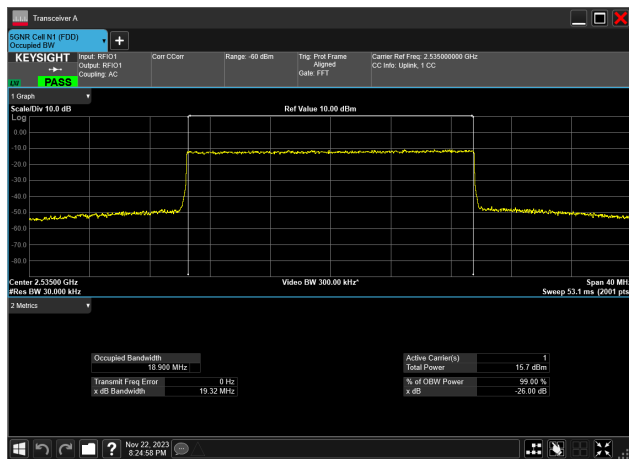 Transceiver A
5GNR Cell N1 (FDD)
Occupied BW
KEYSIGHT
LXI
PASS
Input: RFIO1
Output: RFIO1
Coupling: AC
Corr CCorr
Range: -60 dBm
Trig: Prot Frame
Aligned
Gate: FFT
Carrier Ref Freq: 2.535000000 GHz
CC Info: Uplink, 1 CC
1 Graph
Scale/Div 10.0 dB
Ref Value 10.00 dBm
Log
0.00
-10.0
-20.0
-30.0
-40.0
-50.0
-60.0
-70.0
-80.0
Center 2.53500 GHz
Video BW 300.00 kHz*
Span 40 MHz
#Res BW 30.000 kHz
Sweep 53.1 ms (2001 pts
2 Metrics
Occupied Bandwidth
18.900 MHz
Active Carrier(s) 1
Total Power 15.7 dBm
Transmit Freq Error 0 Hz
x dB Bandwidth 19.32 MHz
% of OBW Power 99.00 %
x dB -26.00 dB
?
Nov 22, 2023
8:24:58 PM